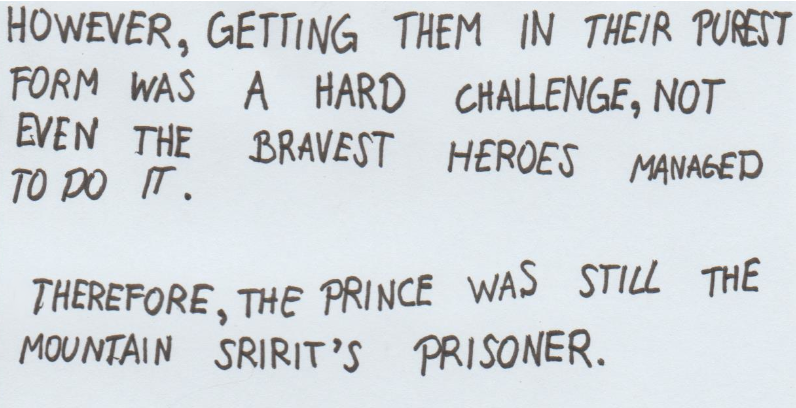 HOWEVER, GETTING THEM IN THEIR PUREST
FORM WAS A HARD CHALLENGE, NOT
EVEN THE BRAVEST HEROES MANAGED
TO DO IT.
THEREFORE, THE PRINCE WAS STILL THE
MOUNTAIN SRIRIT'S PRISONER.